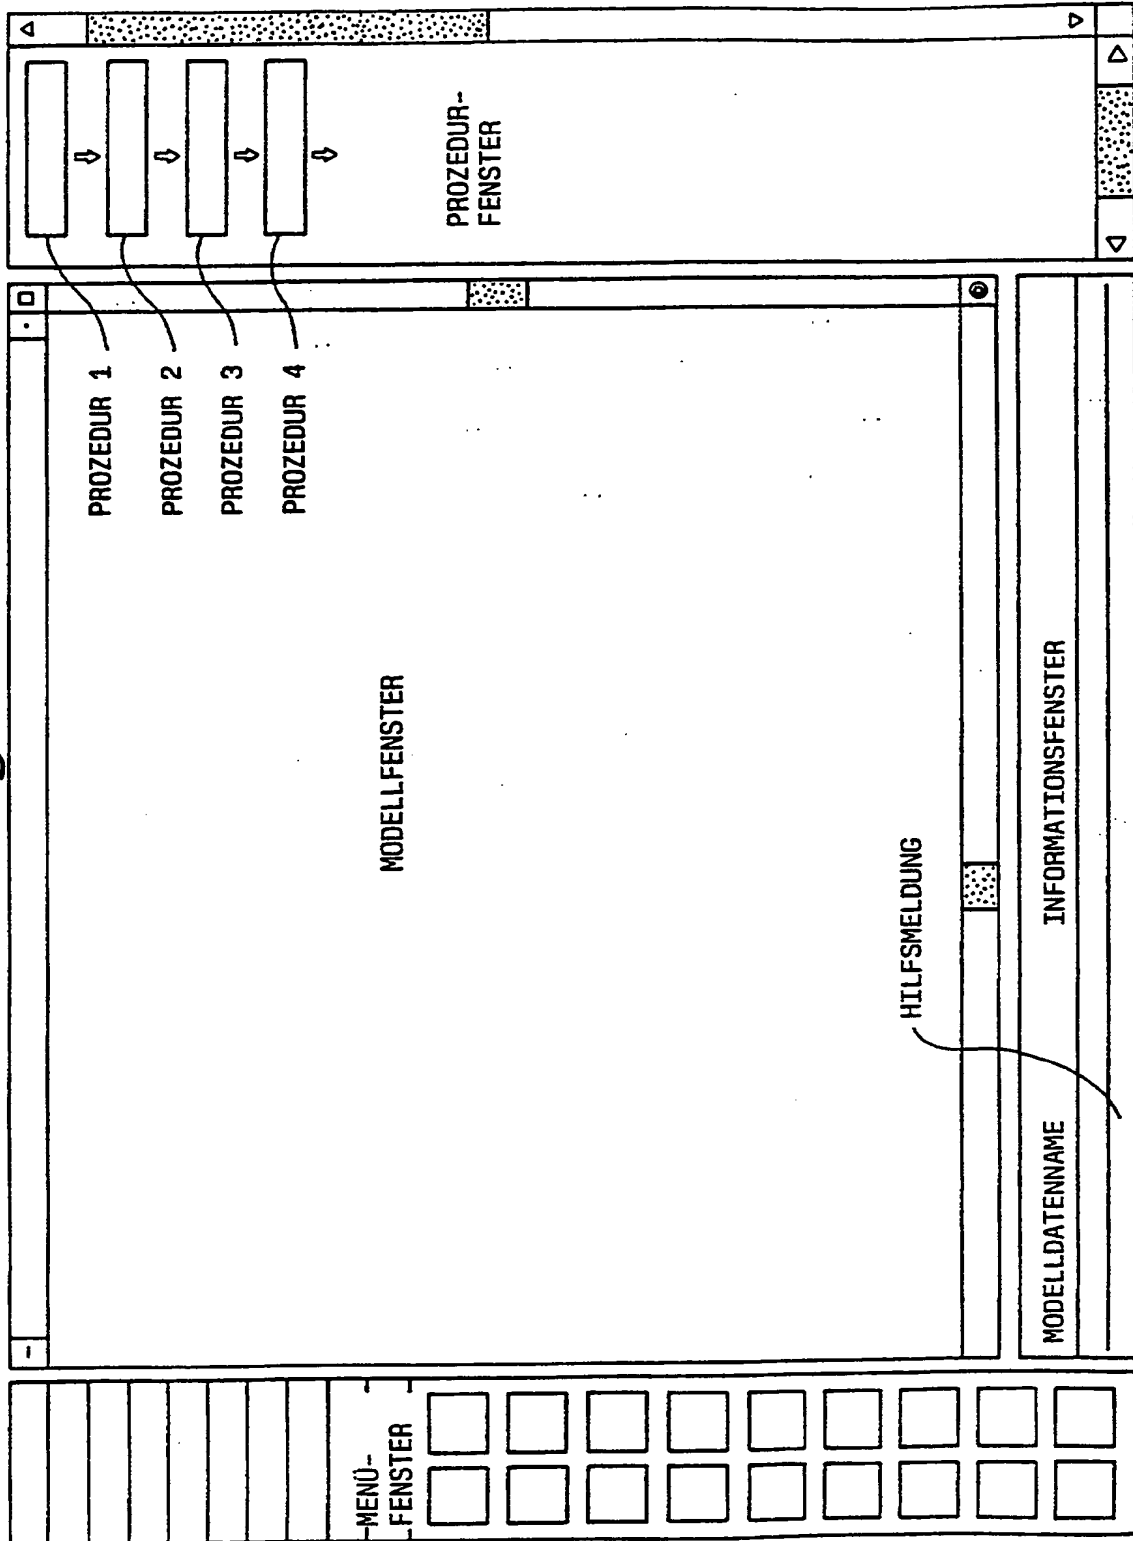 MENÜ-
FENSTER
MODELLFENSTER
PROZEDUR 1
PROZEDUR 2
PROZEDUR 3
PROZEDUR 4
PROZEDUR-
FENSTER
HILFSMELDUNG
MODELLDATENNAME
INFORMATIONSFENSTER